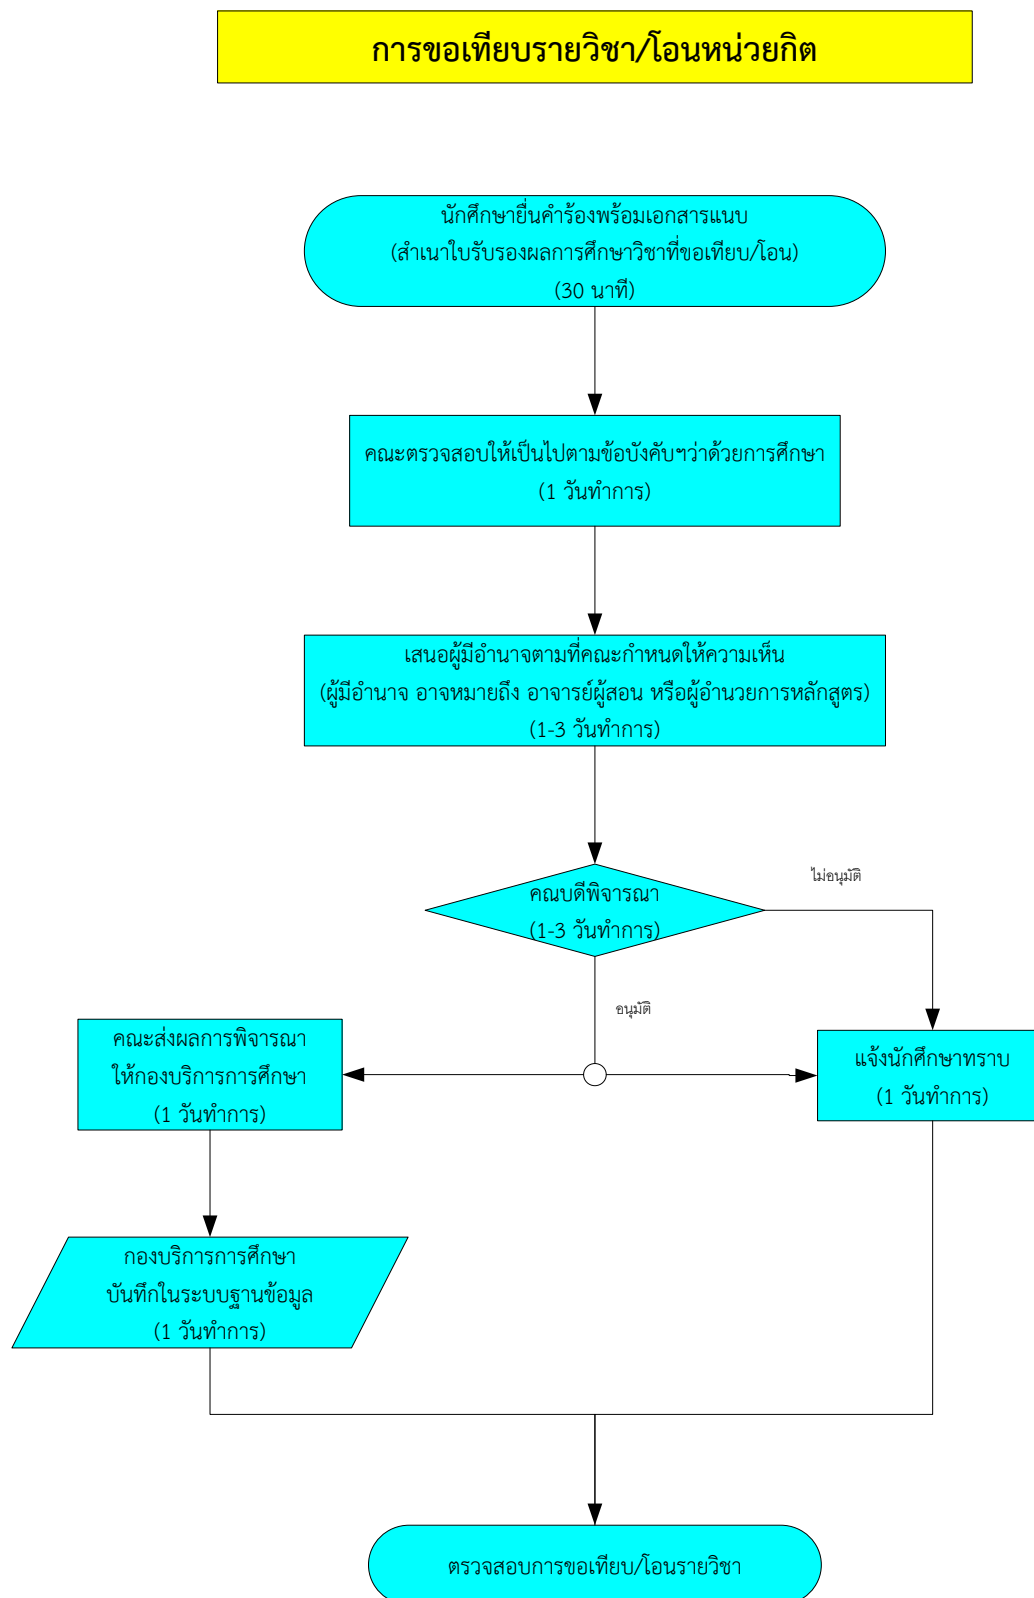 การขอเทียบรายวิชา/โอนหน่วยกิต
นักศึกษายื่นคำร้องพร้อมเอกสารแนบ
(สำเนาใบรับรองผลการศึกษาวิชาที่ขอเทียบ/โอน)
(30 นาที)
คณะตรวจสอบให้เป็นไปตามข้อบังคับฯว่าด้วยการศึกษา
(1 วันทำการ)
เสนอผู้มีอำนาจตามที่คณะกำหนดให้ความเห็น
(ผู้มีอำนาจ อาจหมายถึง อาจารย์ผู้สอน หรือผู้อำนวยการหลักสูตร)
(1-3 วันทำการ)
คณบดีพิจารณา
(1-3 วันทำการ)
ไม่อนุมัติ
อนุมัติ
คณะส่งผลการพิจารณา
ให้กองบริการการศึกษา
(1 วันทำการ)
แจ้งนักศึกษาทราบ
(1 วันทำการ)
กองบริการการศึกษา
บันทึกในระบบฐานข้อมูล
(1 วันทำการ)
ตรวจสอบการขอเทียบ/โอนรายวิชา